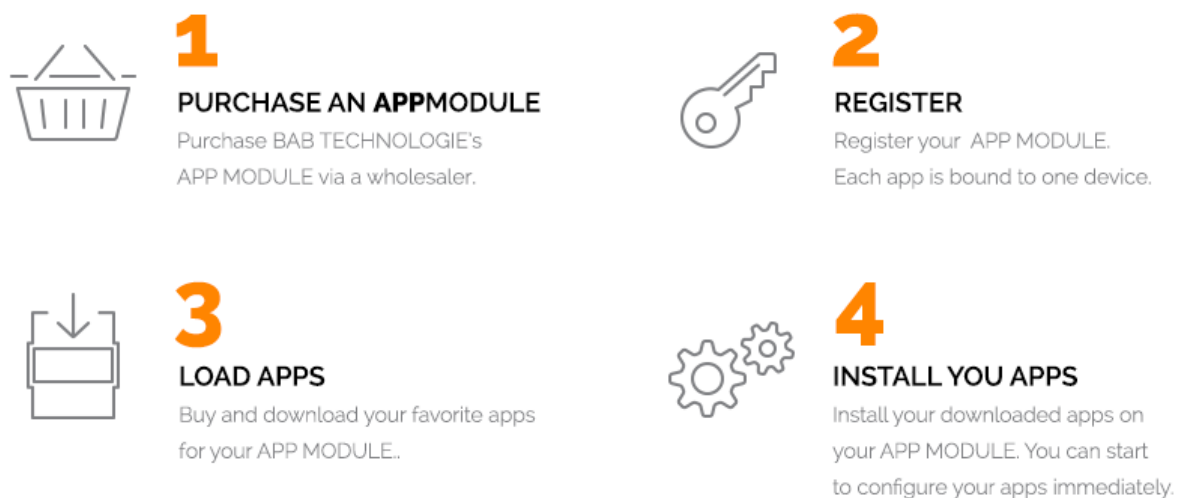 1
PURCHASE AN APPMODULE
Purchase BAB TECHNOLOGIE's
APP MODULE via a wholesaler.
2
REGISTER
Register your APP MODULE.
Each app is bound to one device.
3
LOAD APPS
Buy and download your favorite apps
for your APP MODULE..
4
INSTALL YOU APPS
Install your downloaded apps on
your APP MODULE. You can start
to configure your apps immediately.